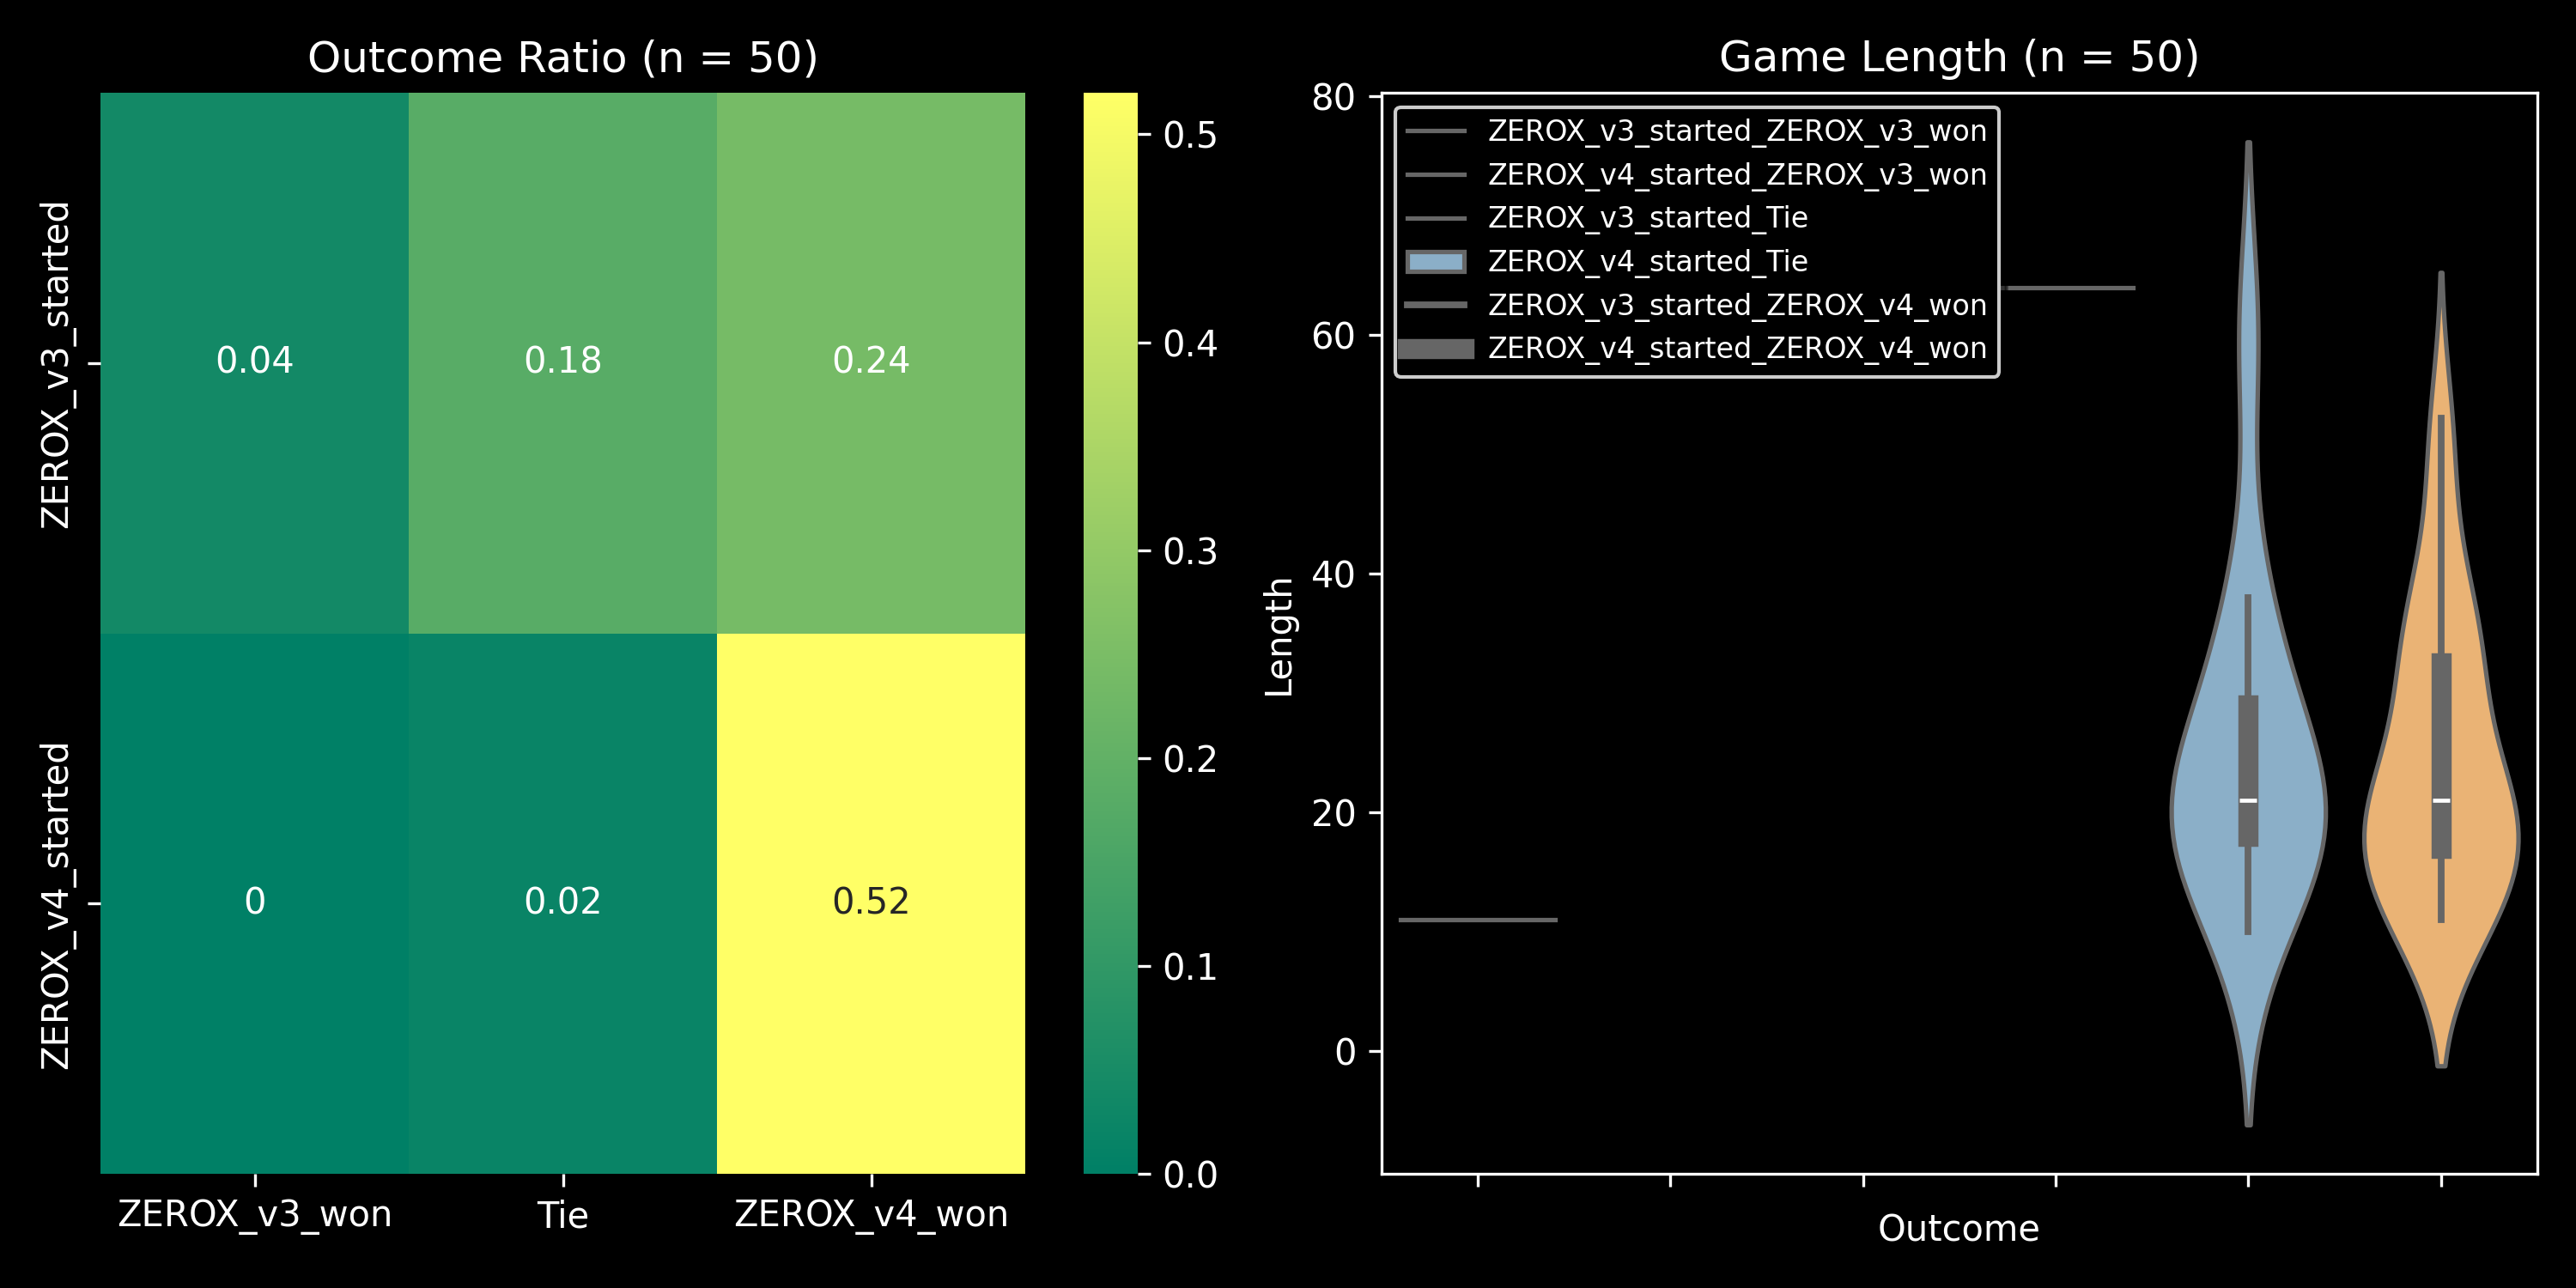 Outcome Ratio (n = 50)
ZEROX_v3_started
ZEROX_v4_started
0.04
0.18
0.24
0
0.02
0.52
ZEROX_v3_won
Tie
ZEROX_v4_won
0.5
0.4
0.3
0.2
0.1
0.0
Game Length (n = 50)
Length
80
60
40
20
0
ZEROX_v3_started_ZEROX_v3_won
ZEROX_v4_started_ZEROX_v3_won
ZEROX_v3_started_Tie
ZEROX_v4_started_Tie
ZEROX_v3_started_ZEROX_v4_won
ZEROX_v4_started_ZEROX_v4_won
Outcome